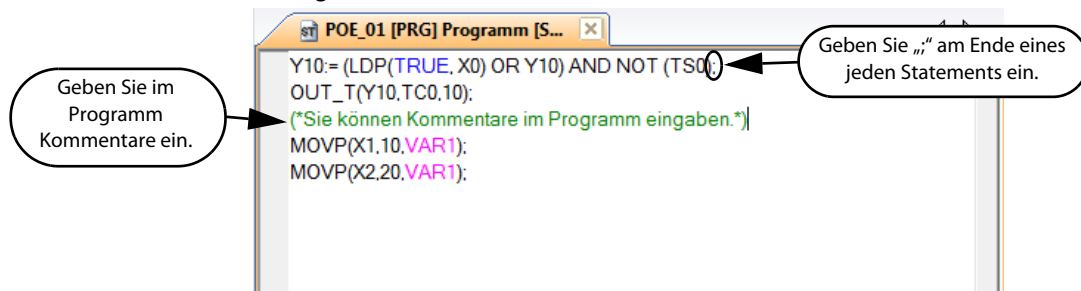 POE_01 [PRG] Programm [S...
Geben Sie „;" am Ende eines
jeden Statements ein.
Geben Sie im
Programm
Kommentare ein.
Y10:= (LDP(TRUE, X0) OR Y10) AND NOT (TS0);
OUT_T(Y10,TC0,10);
(*Sie können Kommentare im Programm eingaben.*)
MOVP(X1,10,VAR1);
MOVP(X2,20,VAR1);